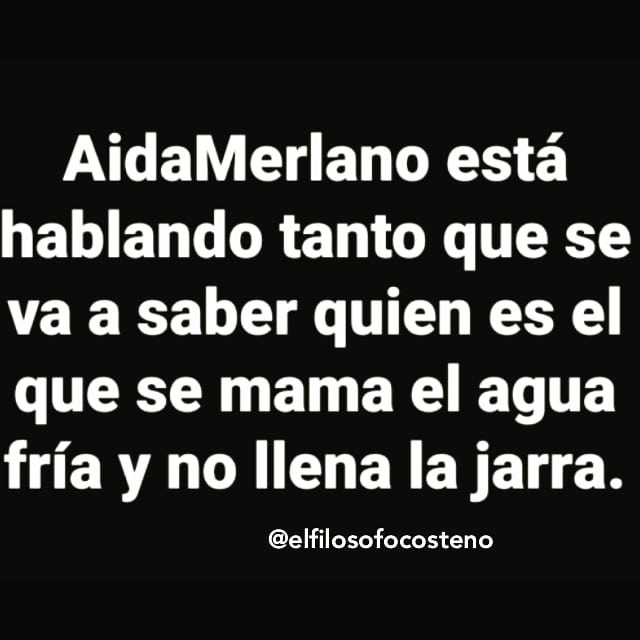 AidaMerlano está
hablando tanto que se
va a saber quien es el
que se mama el agua
fría y no llena la jarra.
@elfilosofocosteno